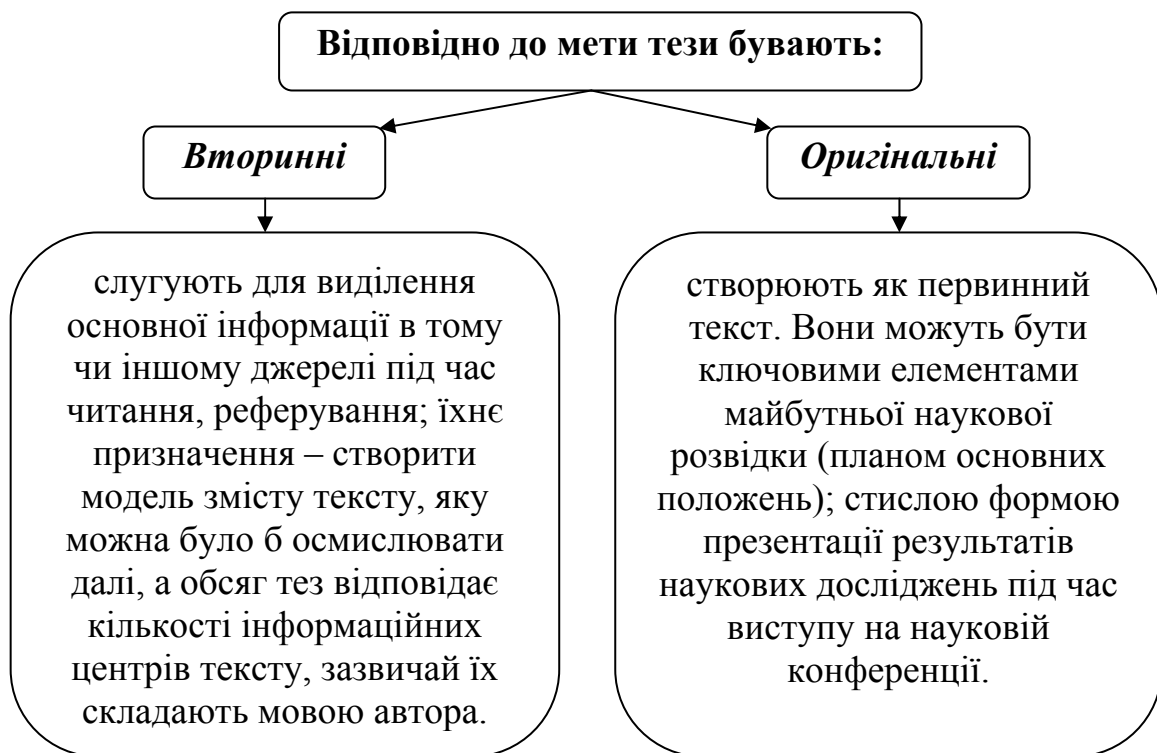 Відповідно до мети тези бувають:
Вторинні
Оригінальні
слугують для виділення
основної інформації в тому
чи іншому джерелі під час
читання, реферування; їхнє
призначення – створити
модель змісту тексту, яку
можна було б осмислювати
далі, а обсяг тез відповідає
кількості інформаційних
центрів тексту, зазвичай їх
складають мовою автора.
створюють як первинний
текст. Вони можуть бути
ключовими елементами
майбутньої наукової
розвідки (планом основних
положень); стислою формою
презентації результатів
наукових досліджень під час
виступу на науковій
конференції.